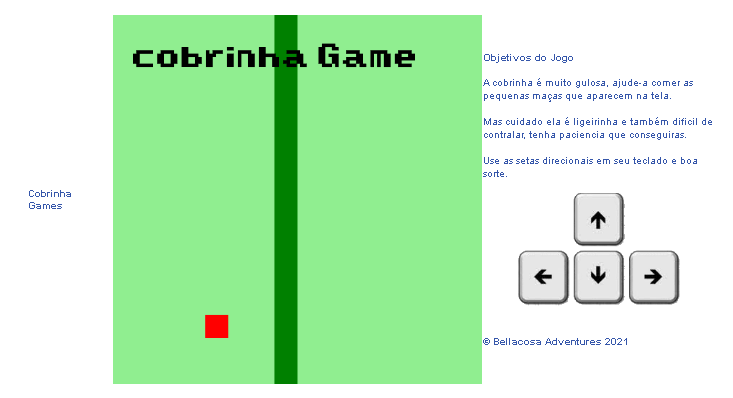 cobrinha Game
Cobrinha
Games
Objetivos do Jogo
A cobrinha é muito gulosa, ajude-a comer as
pequenas maças que aparecem na tela.
Mas cuidado ela é ligeirinha e também dificil de
contralar, tenha paciencia que conseguiras.
Use as setas direcionais em seu teclado e boa
sorte.
© Bellacosa Adventures 2021